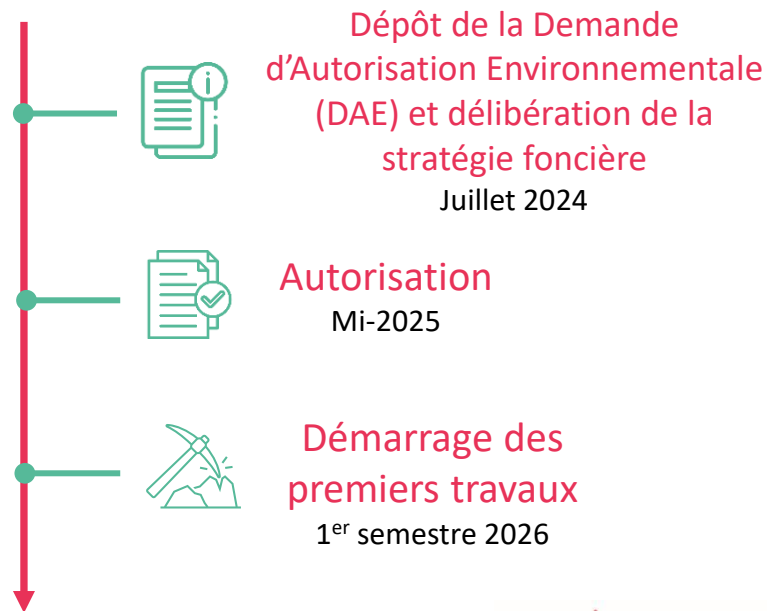 Dépôt de la Demande
d'Autorisation Environnementale
(DAE) et délibération de la
stratégie foncière
Juillet 2024
Autorisation
Mi-2025
Démarrage des
premiers travaux
1er semestre 2026